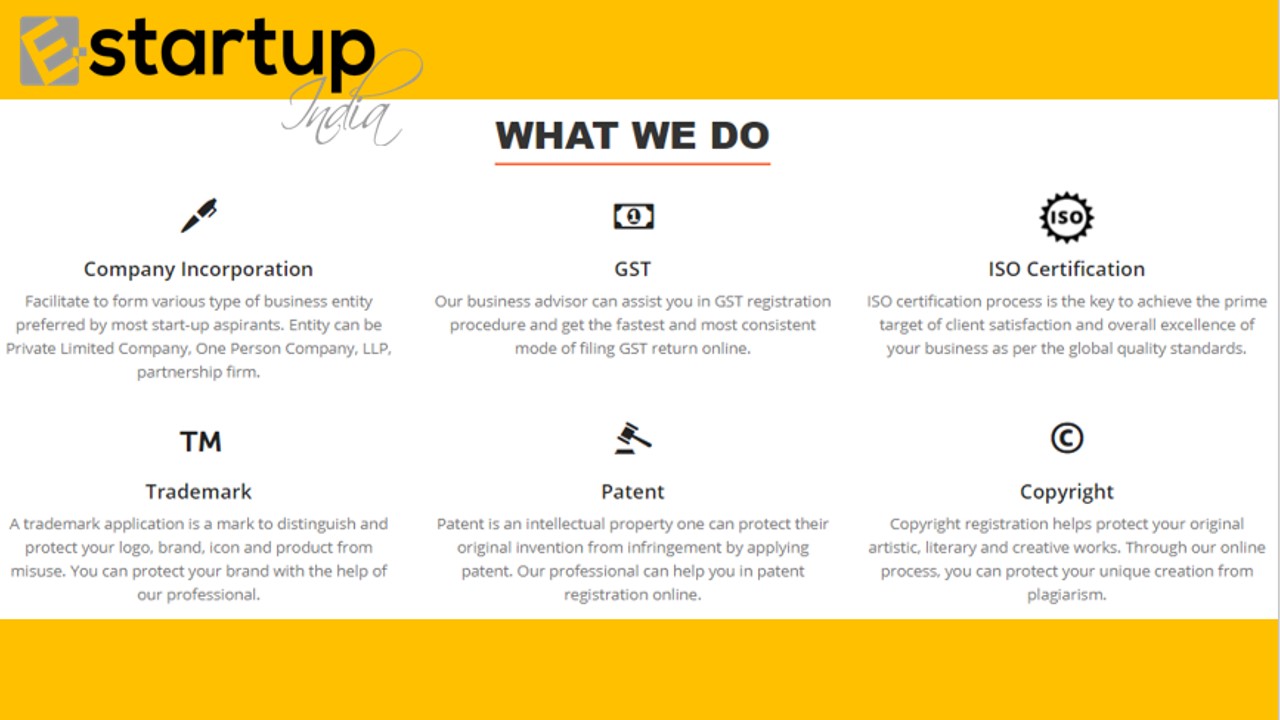 E-startup
India
WHAT WE DO
Company Incorporation
Facilitate to form various type of business entity
preferred by most start-up aspirants. Entity can be
Private Limited Company, One Person Company, LLP,
partnership firm.
1
GST
Our business advisor can assist you in GST registration
procedure and get the fastest and most consistent
mode of filing GST return online.
ISO
ISO Certification
ISO certification process is the key to achieve the prime
target of client satisfaction and overall excellence of
your business as per the global quality standards.
TM
Trademark
A trademark application is a mark to distinguish and
protect your logo, brand, icon and product from
misuse. You can protect your brand with the help of
our professional.
Patent
Patent is an intellectual property one can protect their
original invention from infringement by applying
patent. Our professional can help you in patent
registration online.
©
Copyright
Copyright registration helps protect your original
artistic, literary and creative works. Through our online
process, you can protect your unique creation from
plagiarism.